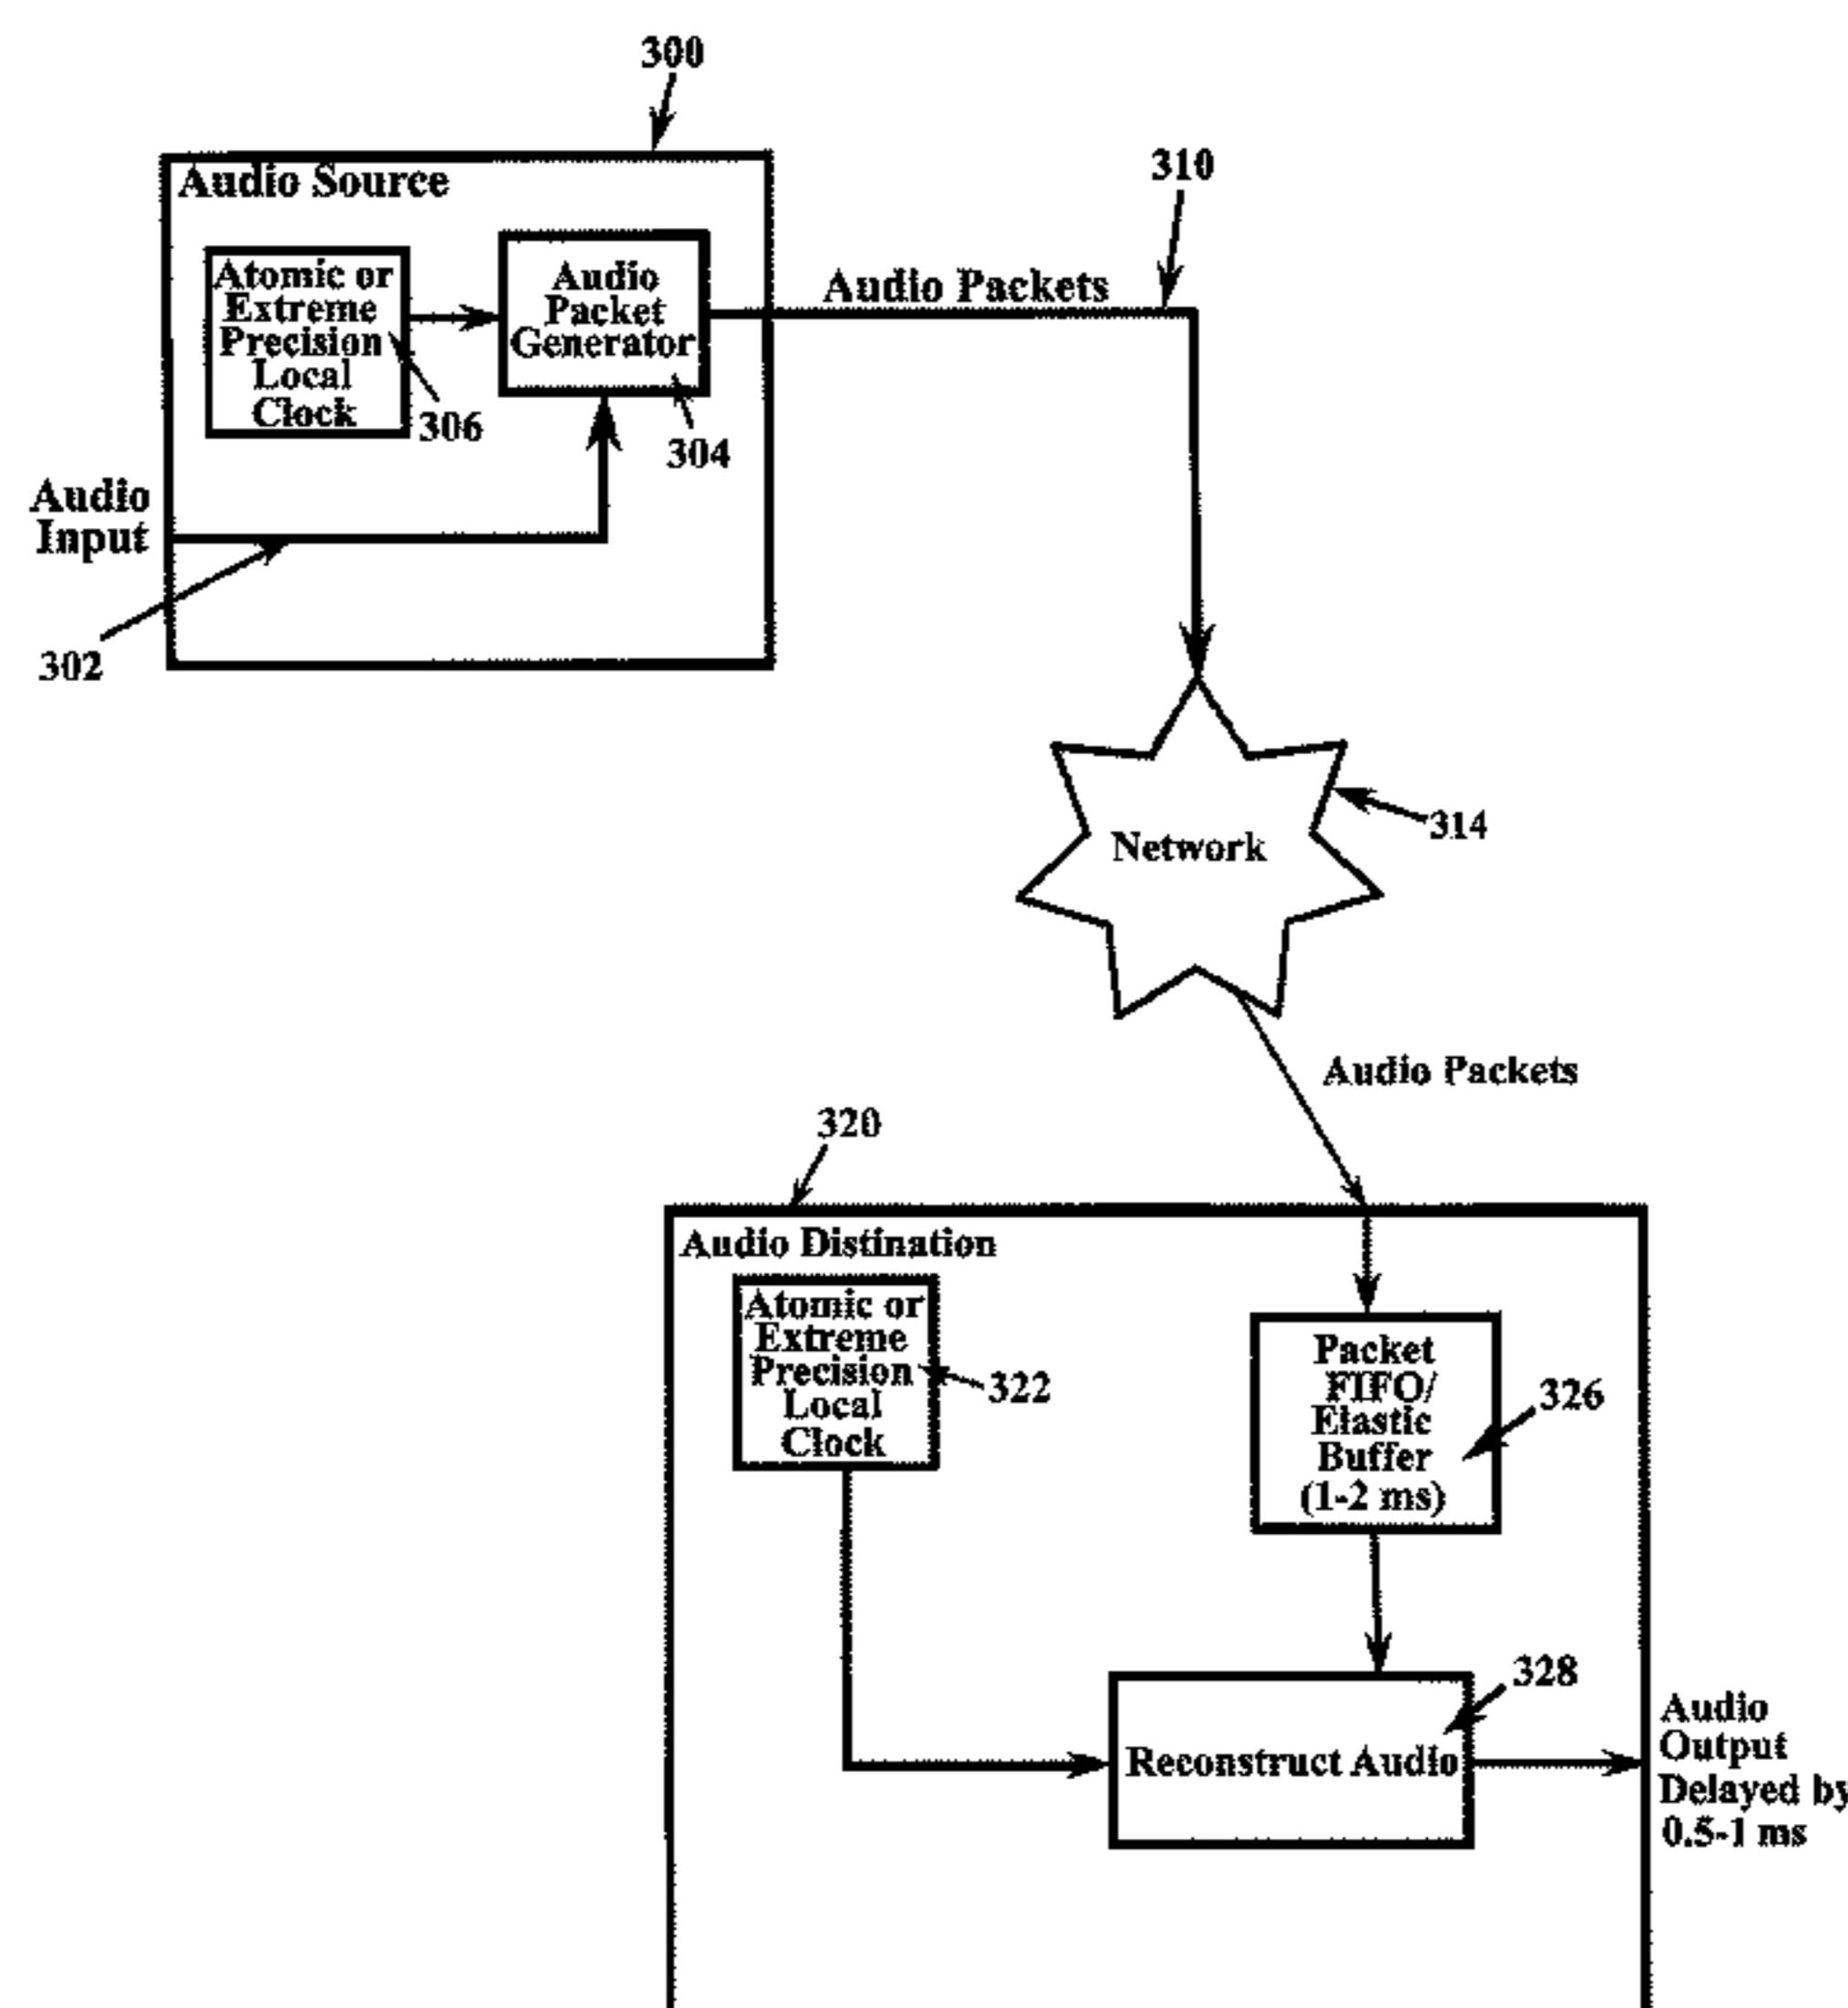 300
Audio Source
310
Atomic or
Extreme
Precision
Local
Clock
306
Audio
Packet
Generator
304
Audio Packets
Audio
Input
302
Network
314
Audio Packets
320
Audio Distination
Atomic or
Extreme
Precision
Local
Clock
322
Packet
FIFO/
Elastic
Buffer
(1-2 ms)
326
328
Reconstruct Audio
Audio
Output
Delayed by
0.5-1 ms